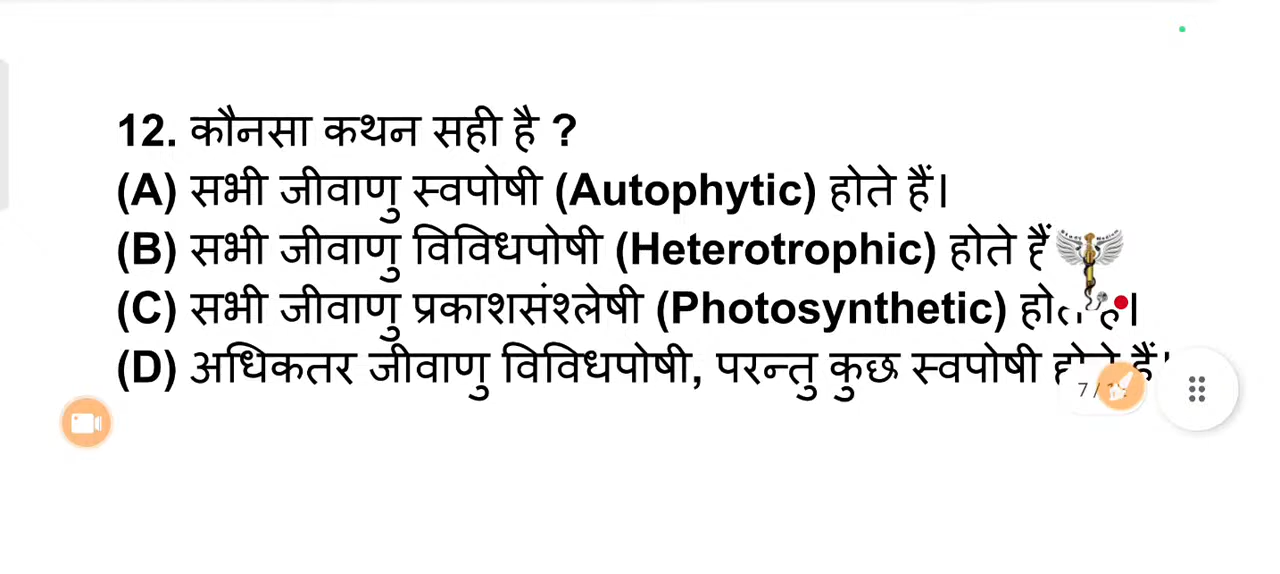 12. कौनसा कथन सही है ?
(A) सभी जीवाणु स्वपोषी (Autophytic) होते हैं।
(B) सभी जीवाणु विविधपोषी (Heterotrophic) होते हैं
(C) सभी जीवाणु प्रकाशसंश्लेषी (Photosynthetic)
(D) अधिकतर जीवाणु विविधपोषी, परन्तु कुछ स्वपोषी होते हैं।